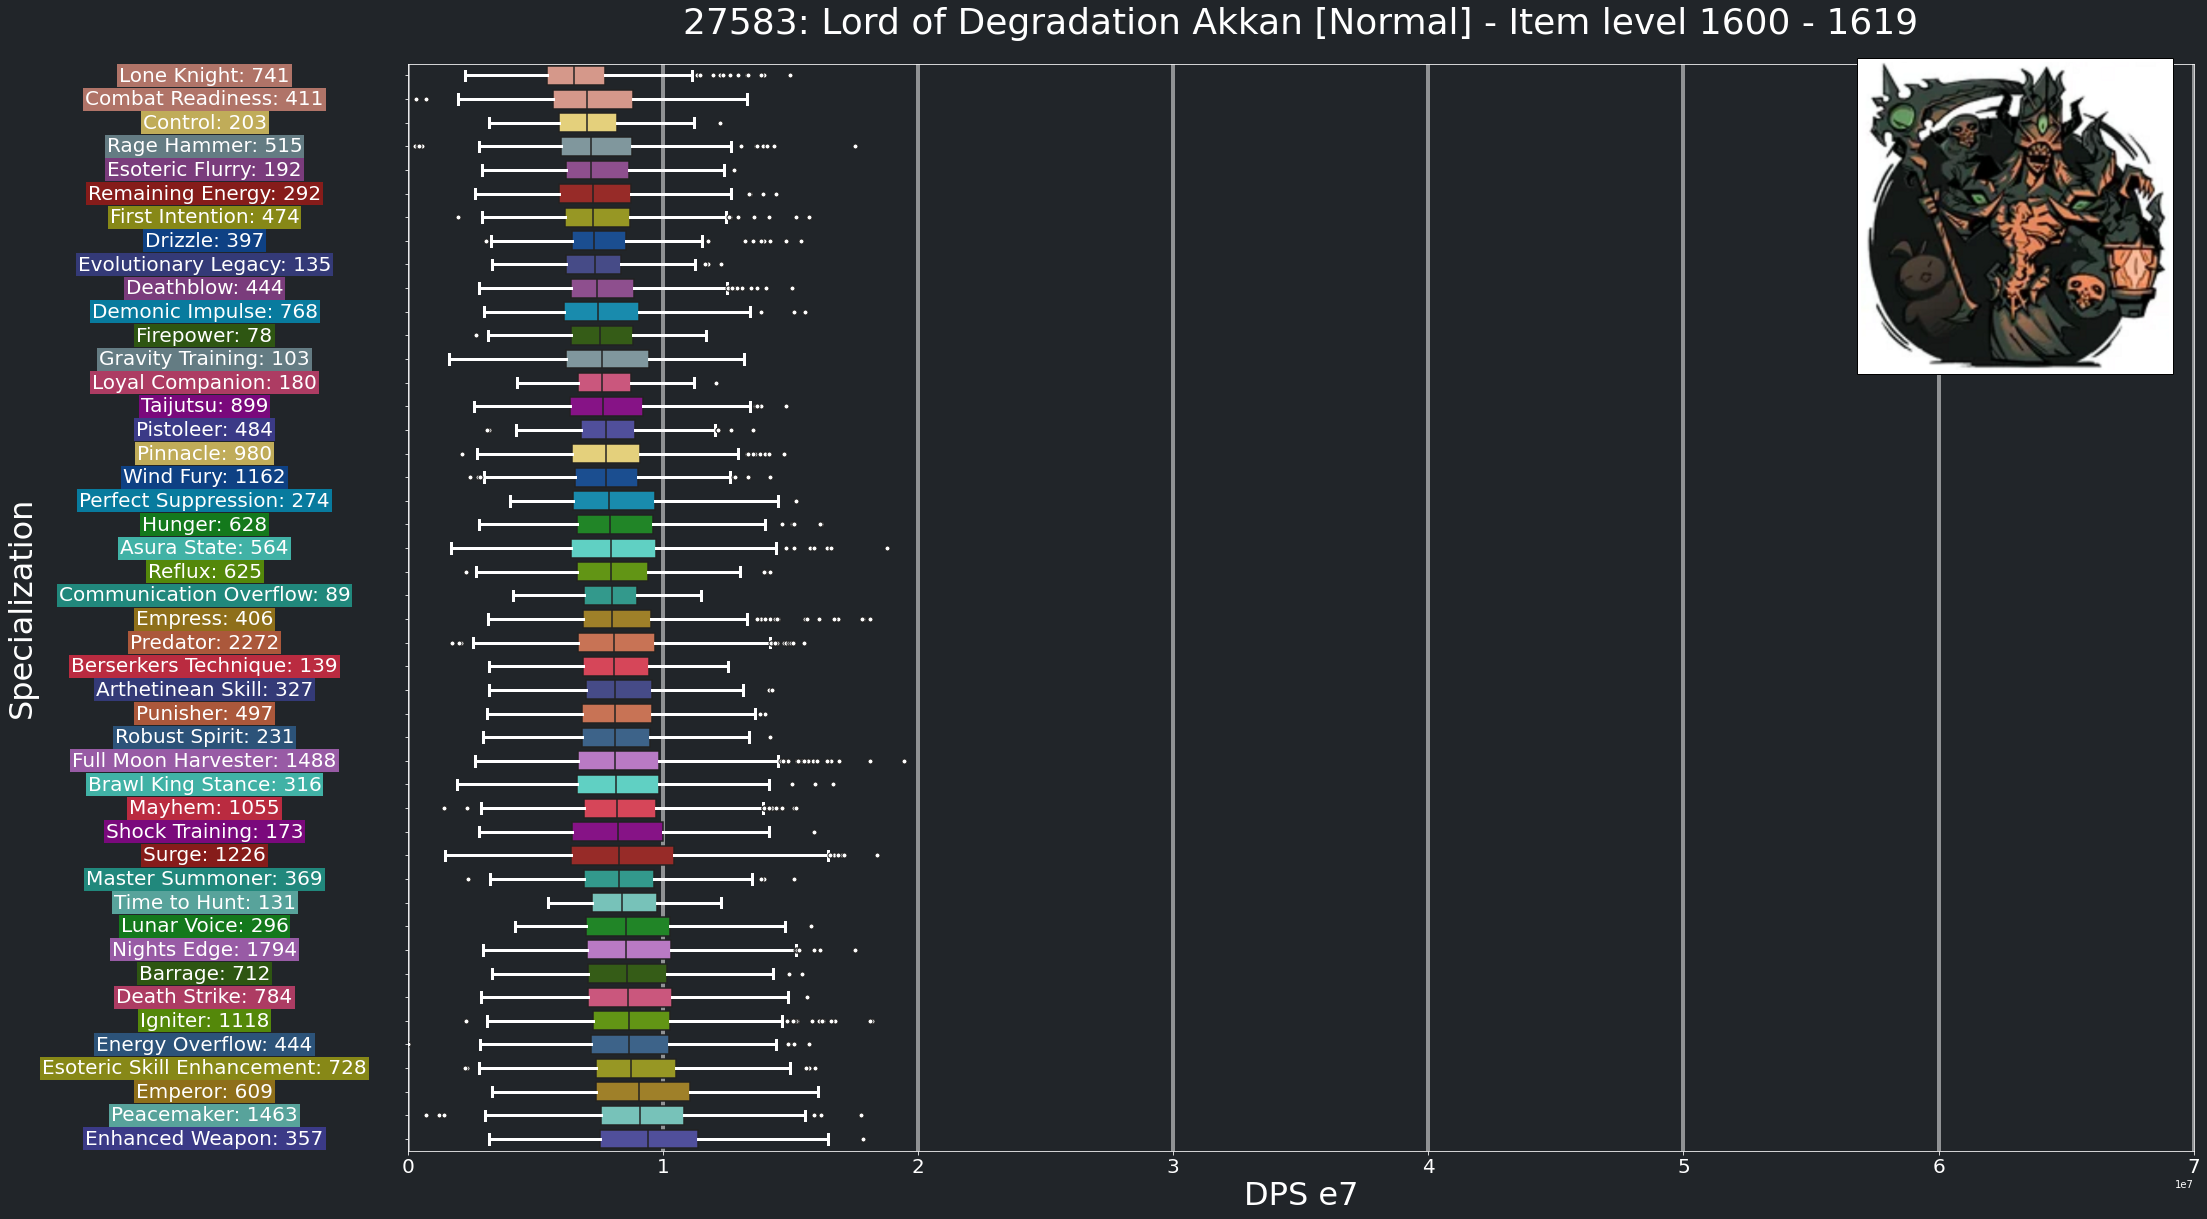 27583: Lord of Degradation Akkan [Normal] - Item level 1600 - 1619
Specialization
Lone Knight: 741
Combat Readiness: 411
Control: 203
Rage Hammer: 515
Esoteric Flurry: 192
Remaining Energy: 292
First Intention: 474
Drizzle: 397
Evolutionary Legacy: 135
Deathblow: 444
Demonic Impulse: 768
Firepower: 78
Gravity Training: 103
Loyal Companion: 180
Taijutsu: 899
Pistoleer: 484
Pinnacle: 980
Wind Fury: 1162
Perfect Suppression: 274
Hunger: 628
Asura State: 564
Reflux: 625
Communication Overflow: 89
Empress: 406
Predator: 2272
Berserkers Technique: 139
Arthetinean Skill: 327
Punisher: 497
Robust Spirit: 231
Full Moon Harvester: 1488
Brawl King Stance: 316
Mayhem: 1055
Shock Training: 173
Surge: 1226
Master Summoner: 369
Time to Hunt: 131
Lunar Voice: 296
Nights Edge: 1794
Barrage: 712
Death Strike: 784
Igniter: 1118
Energy Overflow: 444
Esoteric Skill Enhancement: 728
Emperor: 609
Peacemaker: 1463
Enhanced Weapon: 357
0 1 2 3 4 5 6 7
1e7
DPS e7